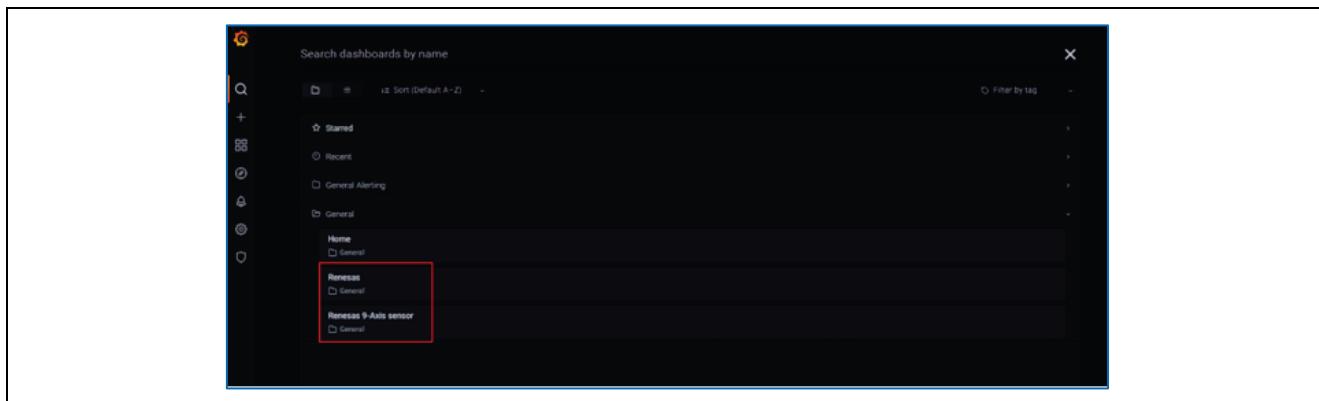 Search dashboards by name
Sort (Default A–Z)
Filter by tag
Starred
Recent
General Alerting
General
Home
General
Renesas
General
Renesas 9-Axis sensor
General